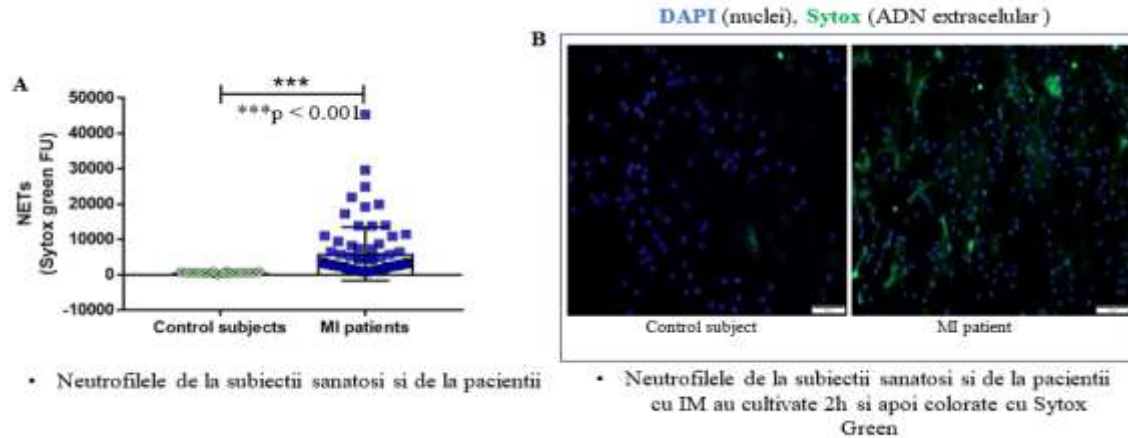 DAPI (nuclei), Sytox (ADN extracelular )
A
***
***p < 0.001
50000
40000
30000
20000
10000
0
-10000
NETs
(Sytox green FU)
Control subjects
MI patients
• Neutrofilele de la subiectii sanatosi si de la pacientii
B
Control subject
MI patient
• Neutrofilele de la subiectii sanatosi si de la pacientii
cu IM au cultivate 2h si apoi colorate cu Sytox
Green